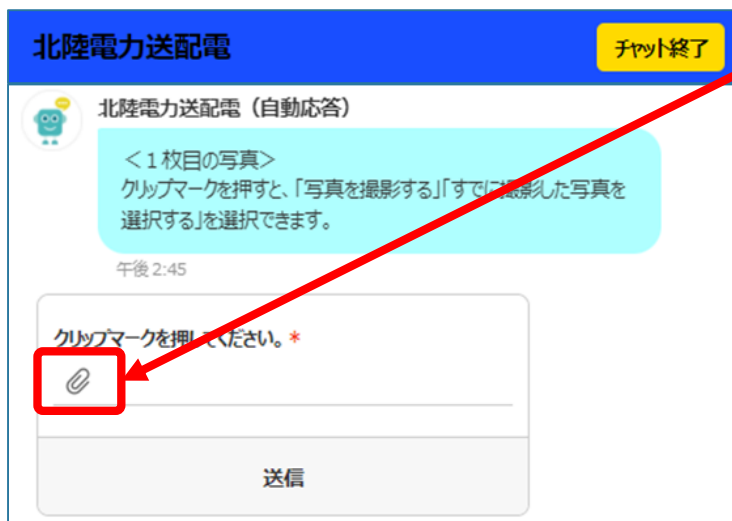 北陸電力送配電
チャット終了
北陸電力送配電（自動応答）
＜１枚目の写真＞
クリップマークを押すと、「写真を撮影する」「すでに撮影した写真を
選択する」を選択できます。
午後 2:45
クリップマークを押してください。*
送信